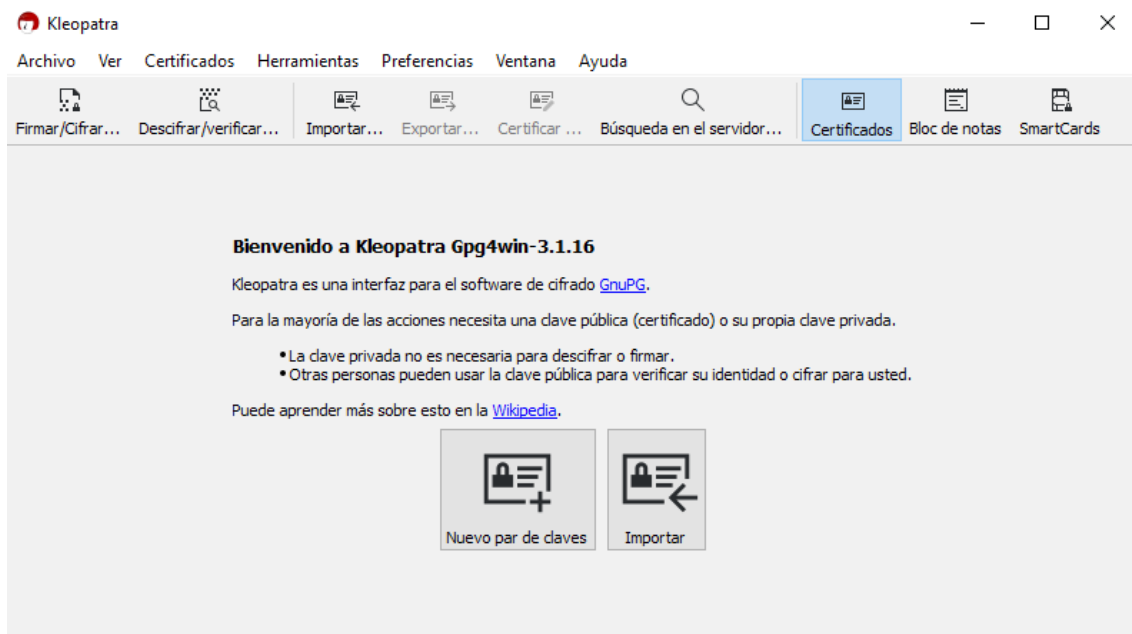 Kleopatra
Archivo Ver Certificados Herramientas Preferencias Ventana Ayuda
Firmar/Cifrar... Descifrar/verificar... Importar... Exportar... Certificar ... Búsqueda en el servidor... Certificados Bloc de notas SmartCards
Bienvenido a Kleopatra Gpg4win-3.1.16
Kleopatra es una interfaz para el software de cifrado GnuPG.
Para la mayoría de las acciones necesita una clave pública (certificado) o su propia clave privada.
•La clave privada no es necesaria para descifrar o firmar.
•Otras personas pueden usar la clave pública para verificar su identidad o cifrar para usted.
Puede aprender más sobre esto en la Wikipedia.
Nuevo par de claves Importar